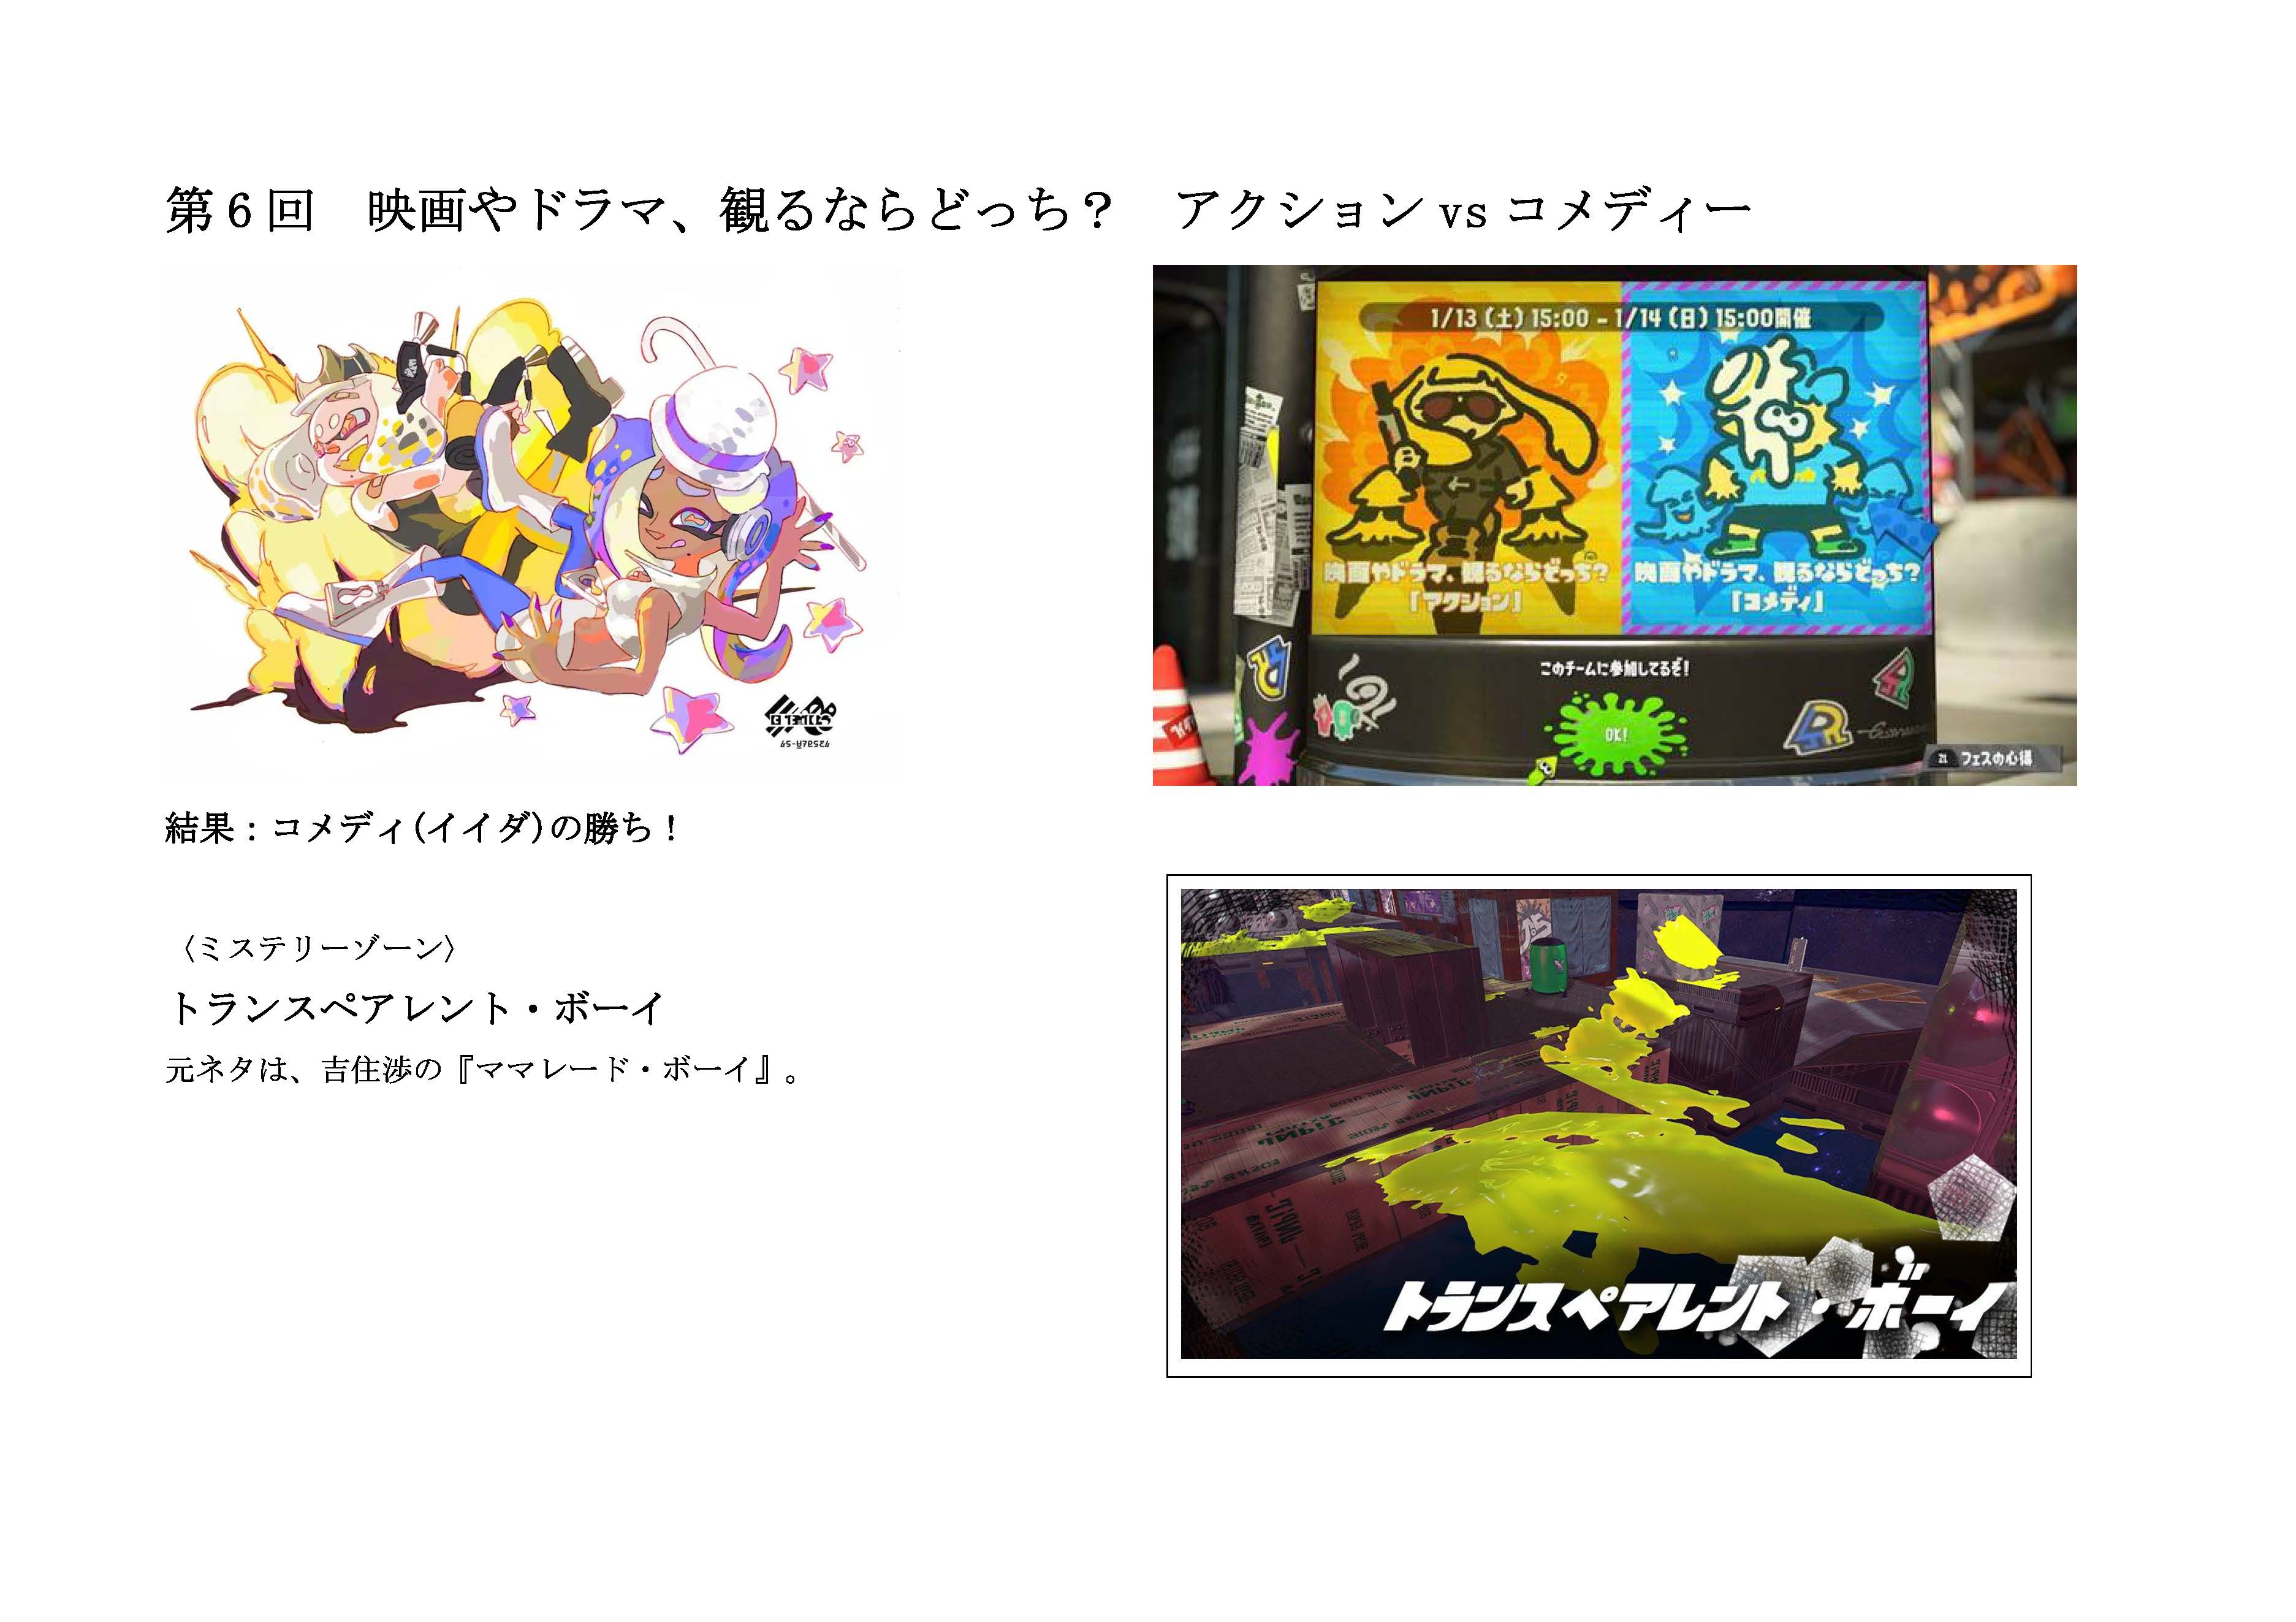 第6回　映画やドラマ、観るならどっち？　アクション vs コメディー
1/13(土)15:00 - 1/14(日)15:00開催
映画やドラマ、観るならどっち？
「アクション」
映画やドラマ、観るならどっち？
「コメディ」
このチームに参加してるぞ！
OK!
フェスの心得
結果：コメディ(イイダ)の勝ち！
〈ミステリーゾーン〉
トランスペアレント・ボーイ
元ネタは、吉住渉の『ママレード・ボーイ』。
トランスペアレント・ボーイ